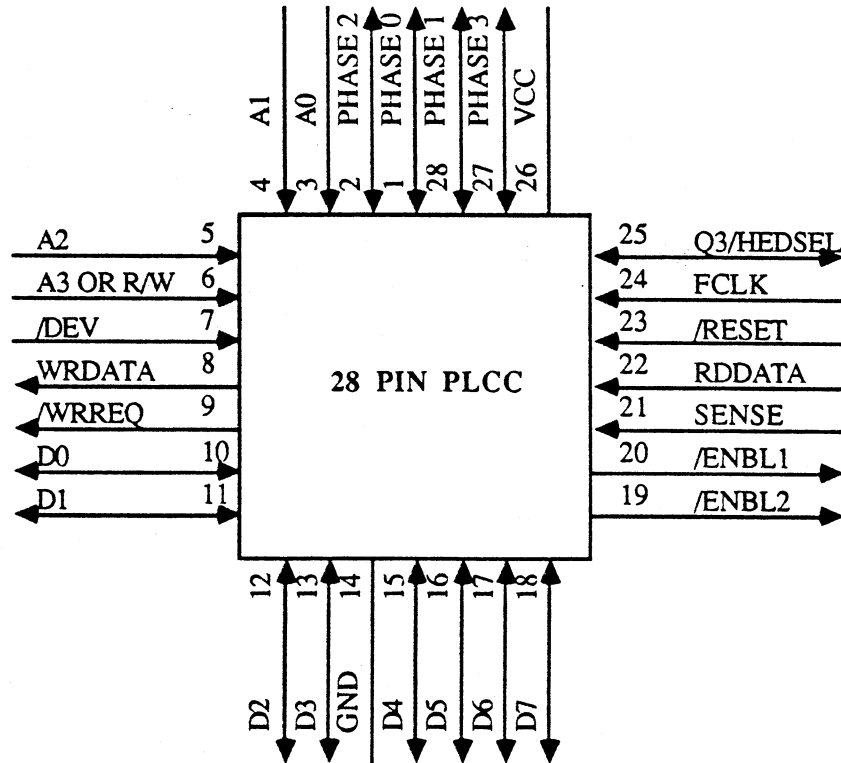 A1
A0
PHASE 2
PHASE 0
PHASE 1
PHASE 3
VCC
4
3
2
1
28
27
26
A2 5
A3 OR R/W 6
/DEV 7
WRDATA 8
/WRREQ 9
D0 10
D1 11
28 PIN PLCC
25 Q3/HEDSEL
24 FCLK
23 /RESET
22 RDDATA
21 SENSE
20 /ENBL1
19 /ENBL2
12
13
14
15
16
17
18
D2
D3
GND
D4
D5
D6
D7